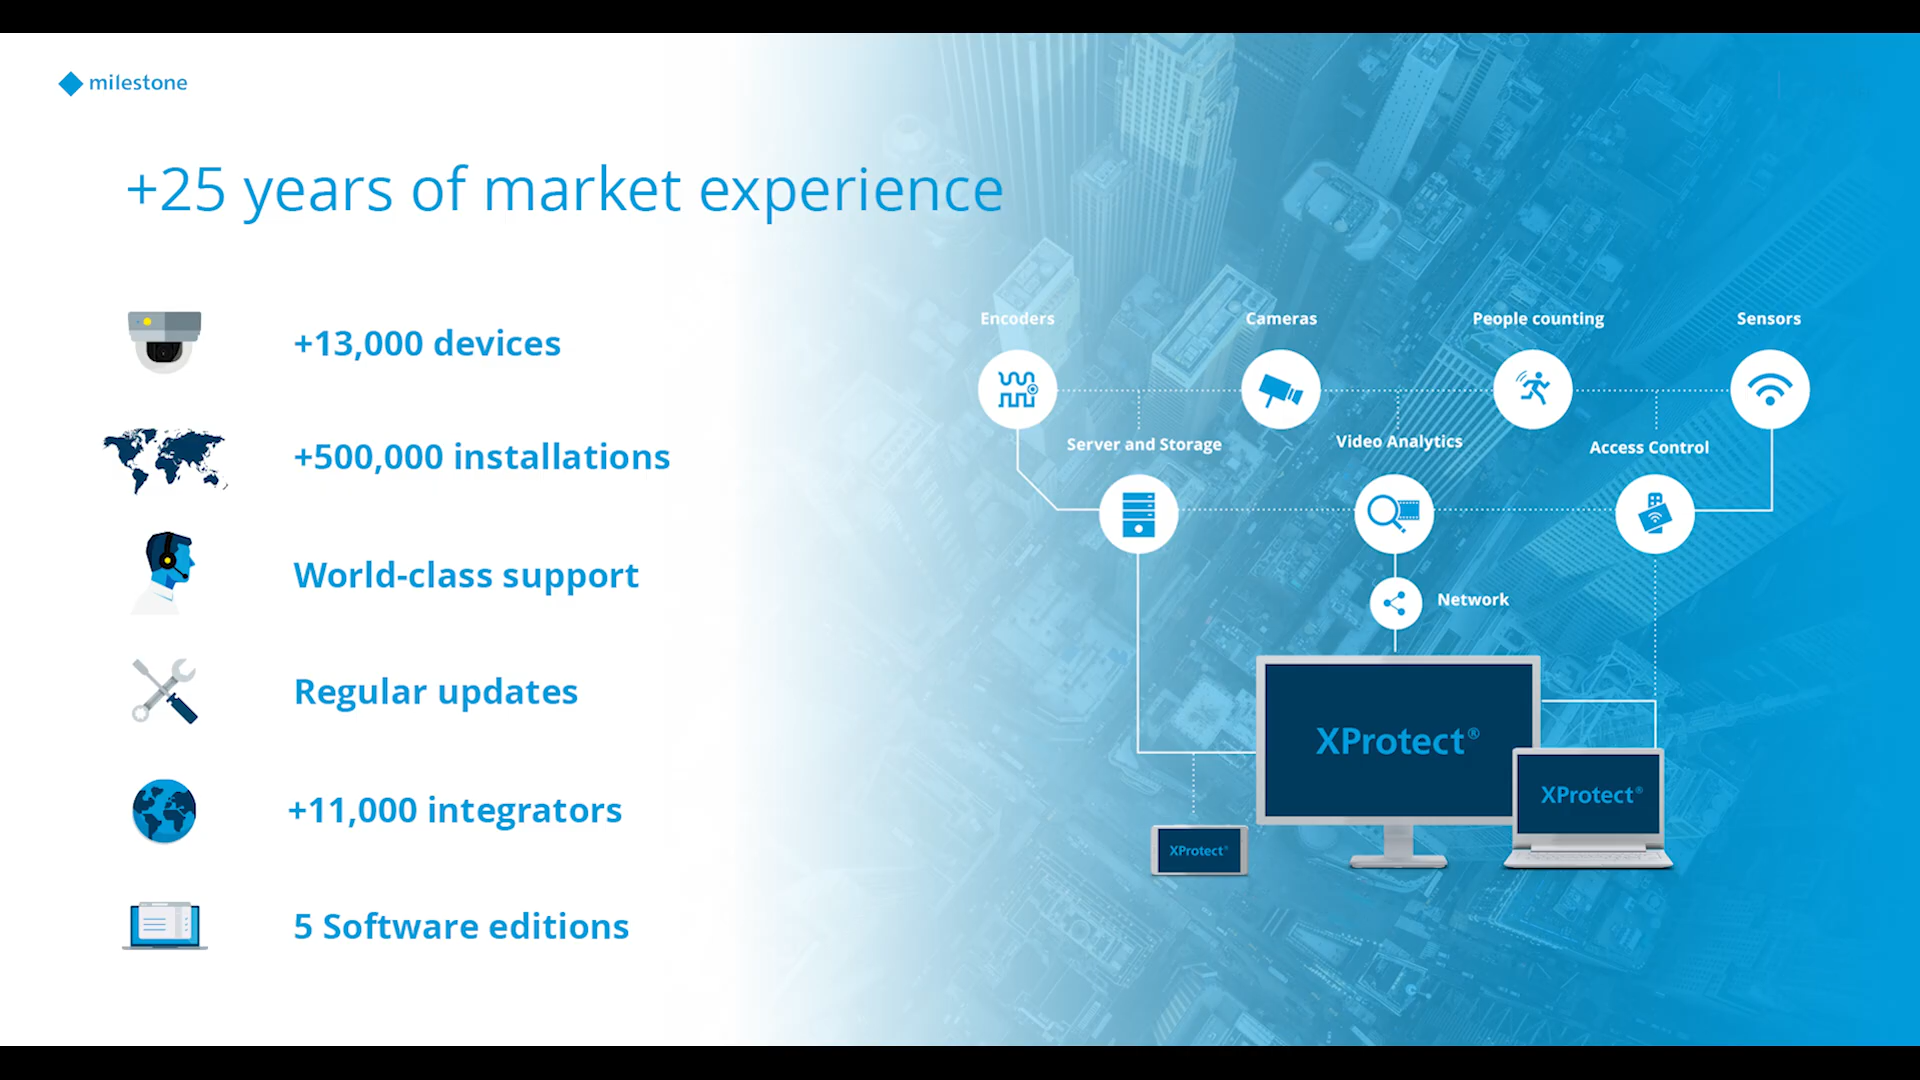 milestone
+25 years of market experience
+13,000 devices
+500,000 installations
World-class support
Regular updates
+11,000 integrators
5 Software editions
Encoders
Cameras
People counting
Sensors
Server and Storage
Video Analytics
Access Control
Network
XProtect®
XProtect®
XProtect®